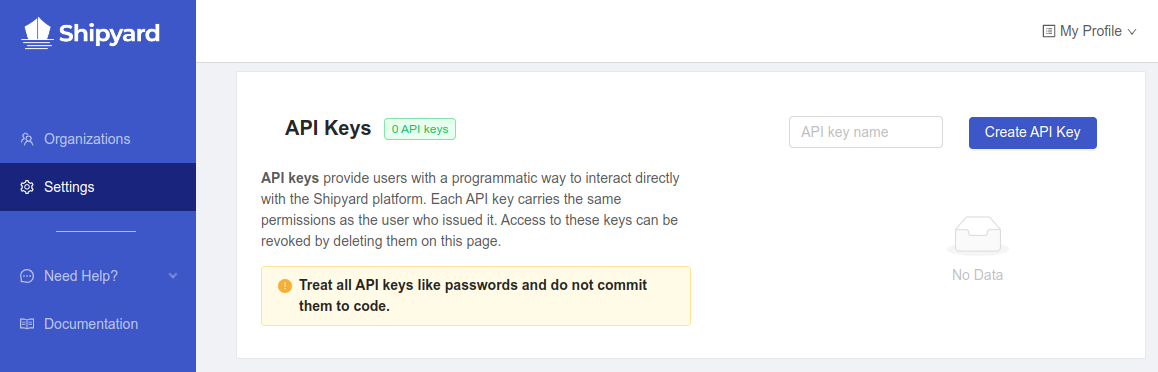 Shipyard
My Profile
Organizations
Settings
Need Help?
Documentation
API Keys
0 API keys
API key name
Create API Key
API keys provide users with a programmatic way to interact directly
with the Shipyard platform. Each API key carries the same
permissions as the user who issued it. Access to these keys can be
revoked by deleting them on this page.
Treat all API keys like passwords and do not commit
them to code.
No Data